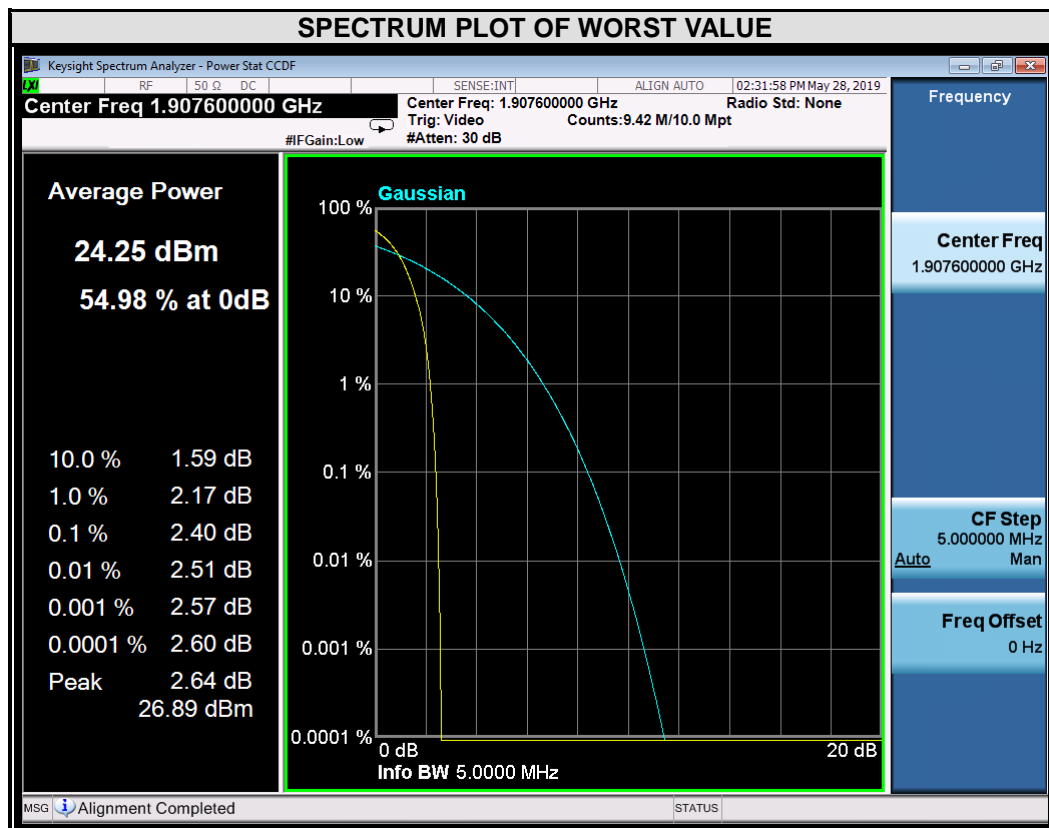 SPECTRUM PLOT OF WORST VALUE
Keysight Spectrum Analyzer - Power Stat CCDF
LXI RF 50 Ω DC SENSE:INT ALIGN AUTO 02:31:58 PM May 28, 2019
Center Freq 1.907600000 GHz
Center Freq: 1.907600000 GHz Radio Std: None
Trig: Video Counts:9.42 M/10.0 Mpt
#IFGain:Low #Atten: 30 dB
Average Power
24.25 dBm
54.98 % at 0dB
10.0 % 1.59 dB
1.0 % 2.17 dB
0.1 % 2.40 dB
0.01 % 2.51 dB
0.001 % 2.57 dB
0.0001 % 2.60 dB
Peak 2.64 dB
26.89 dBm
Gaussian
100 %
10 %
1 %
0.1 %
0.01 %
0.001 %
0.0001 %
0 dB 20 dB
Info BW 5.0000 MHz
Frequency
Center Freq
1.907600000 GHz
CF Step
5.000000 MHz
Auto Man
Freq Offset
0 Hz
MSG Alignment Completed STATUS